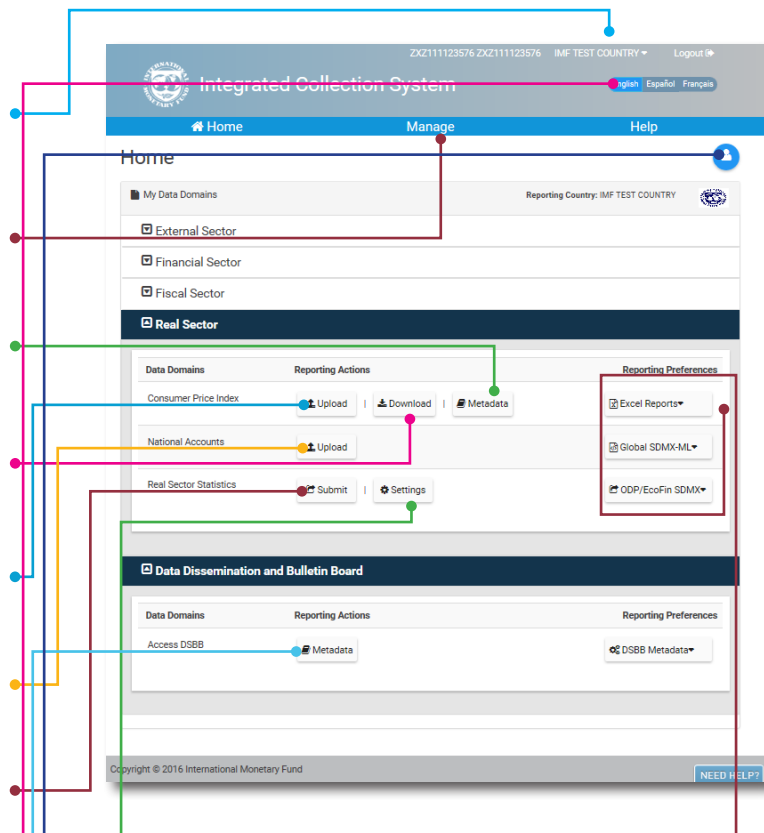 ZXZ111123576 ZXZ111123576 IMF TEST COUNTRY Logout
INTERNATIONAL MONETARY FUND
Integrated Collection System
English Español Français
Home Manage Help
Home
My Data Domains Reporting Country: IMF TEST COUNTRY
External Sector
Financial Sector
Fiscal Sector
Real Sector
Data Domains Reporting Actions Reporting Preferences
Consumer Price Index Upload | Download | Metadata Excel Reports
National Accounts Upload Global SDMX-ML
Real Sector Statistics Submit | Settings ODP/EcoFin SDMX
Data Dissemination and Bulletin Board
Data Domains Reporting Actions Reporting Preferences
Access DSBB Metadata DSBB Metadata
Copyright © 2016 International Monetary Fund
NEED HELP?